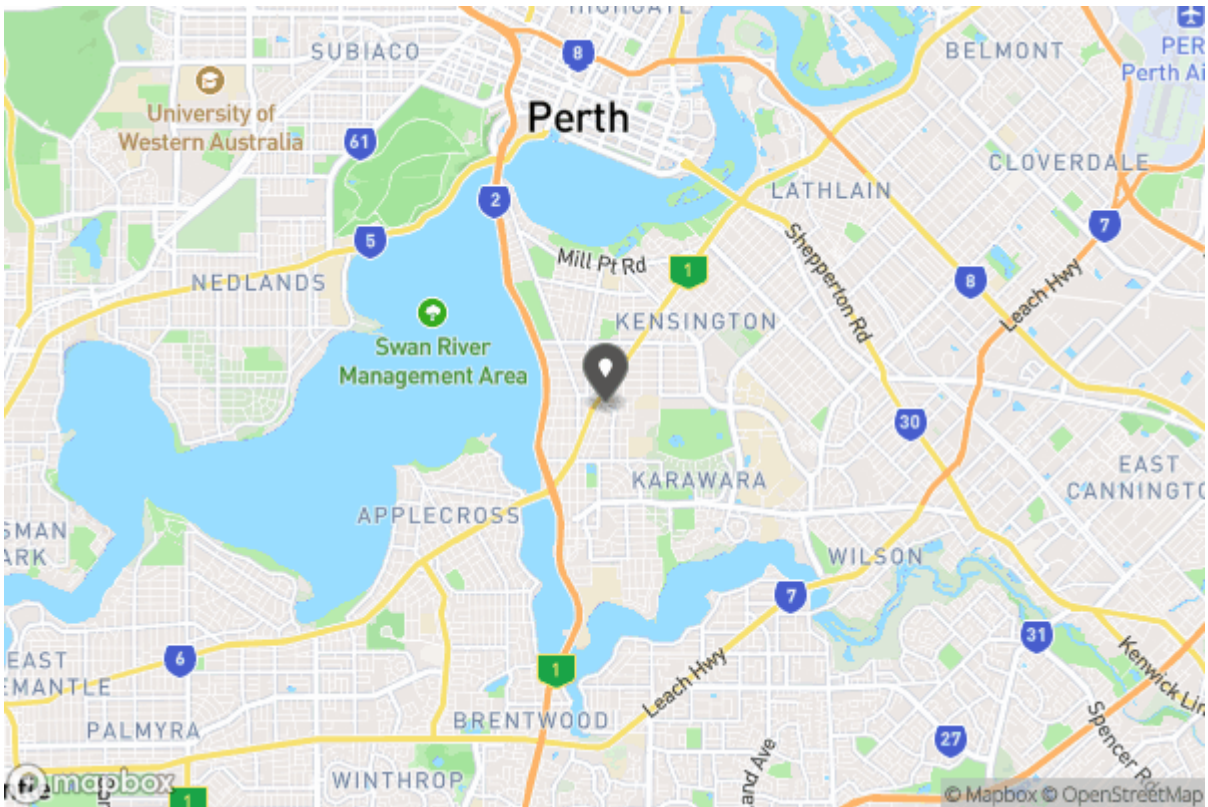 HIGHGATE
SUBIACO
8
BELMONT
PER
Perth Ai
University of
Western Australia
Perth
61
CLOVERDALE
LATHLAIN
2
7
5
Mill Pt Rd
1
Shepperton Rd
8
Leach Hwy
NEDLANDS
KENSINGTON
Swan River
Management Area
30
KARAWARA
EAST
CANNINGTO
APPLECROSS
SMAN
ARK
WILSON
7
31
EAST
EMANTLE
6
1
Leach Hwy
Kenwick Lin
PALMYRA
BRENTWOOD
27
Spencer R
WINTHROP
land Ave
mapbox
1
© Mapbox © OpenStreetMap